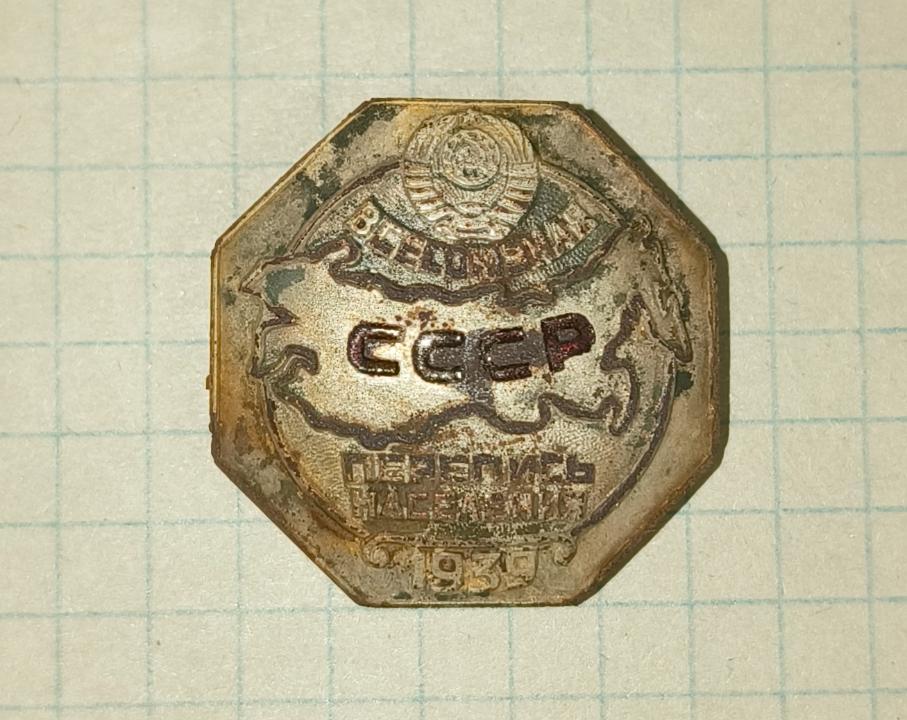 ВСЕСОЮЗНАЯ
СССР
ПЕРЕПИСЬ
НАСЕЛЕНИЯ
1939